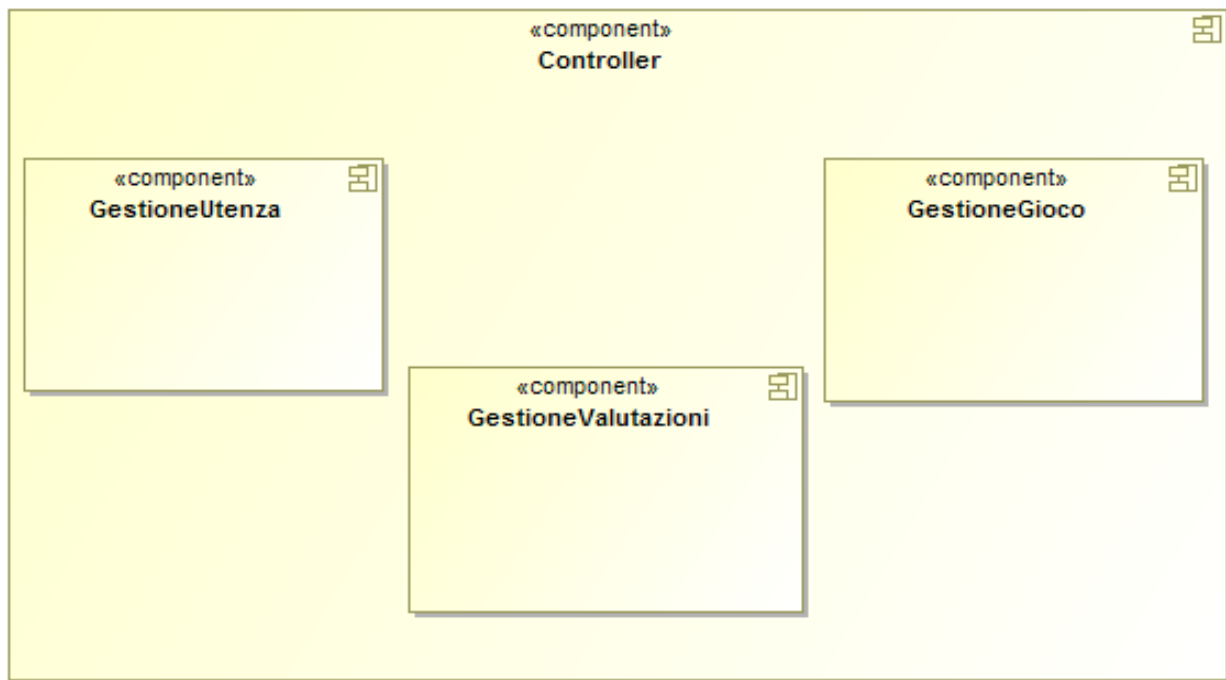 «component»
Controller
«component»
GestioneUtenza
«component»
GestioneGioco
«component»
GestioneValutazioni